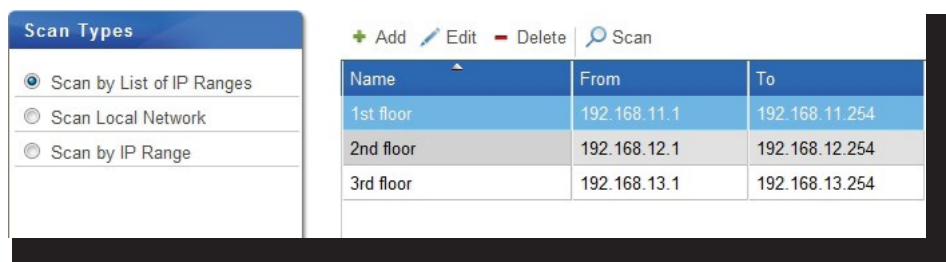 Scan Types
Scan by List of IP Ranges
Scan Local Network
Scan by IP Range
Add Edit Delete Scan
Name From To
1st floor 192.168.11.1 192.168.11.254
2nd floor 192.168.12.1 192.168.12.254
3rd floor 192.168.13.1 192.168.13.254